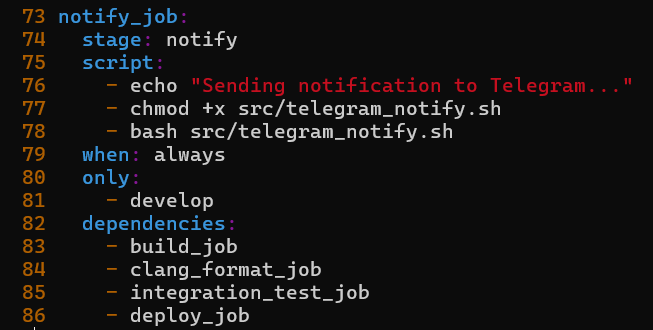 73 notify_job:
74   stage: notify
75   script:
76     - echo "Sending notification to Telegram..."
77     - chmod +x src/telegram_notify.sh
78     - bash src/telegram_notify.sh
79   when: always
80   only:
81     - develop
82   dependencies:
83     - build_job
84     - clang_format_job
85     - integration_test_job
86     - deploy_job